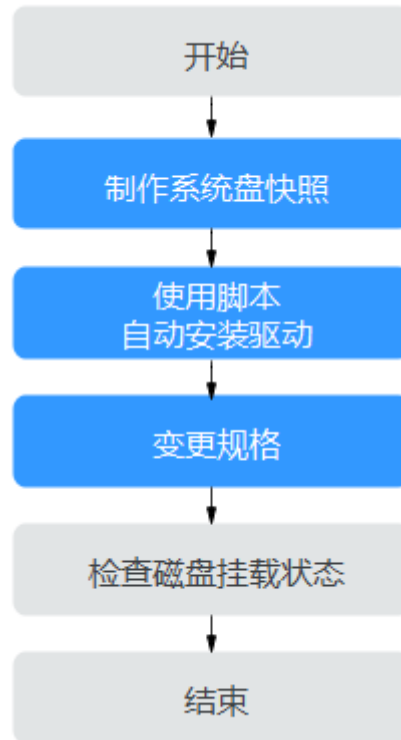 开始
制作系统盘快照
使用脚本
自动安装驱动
变更规格
检查磁盘挂载状态
结束